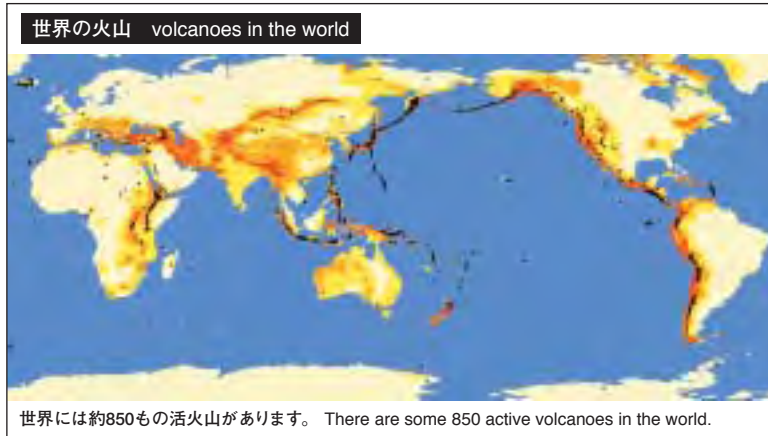 世界の火山 volcanoes in the world
世界には約850もの活火山があります。 There are some 850 active volcanoes in the world.